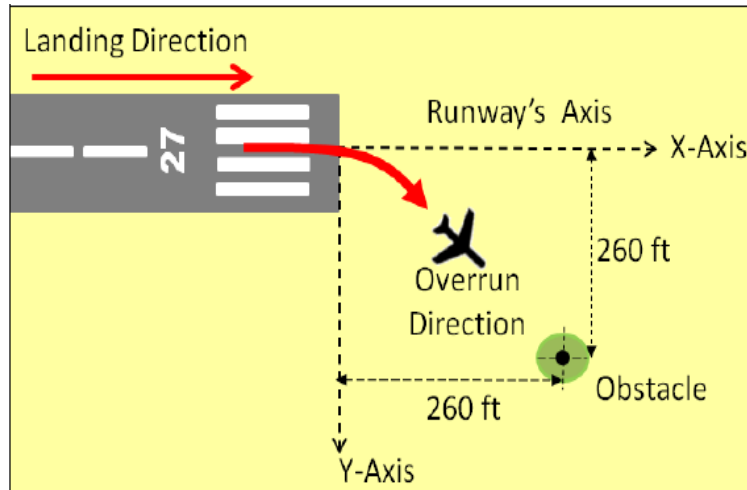 Landing Direction
Runway's Axis
X-Axis
27
260 ft
Overrun
Direction
Obstacle
260 ft
Y-Axis